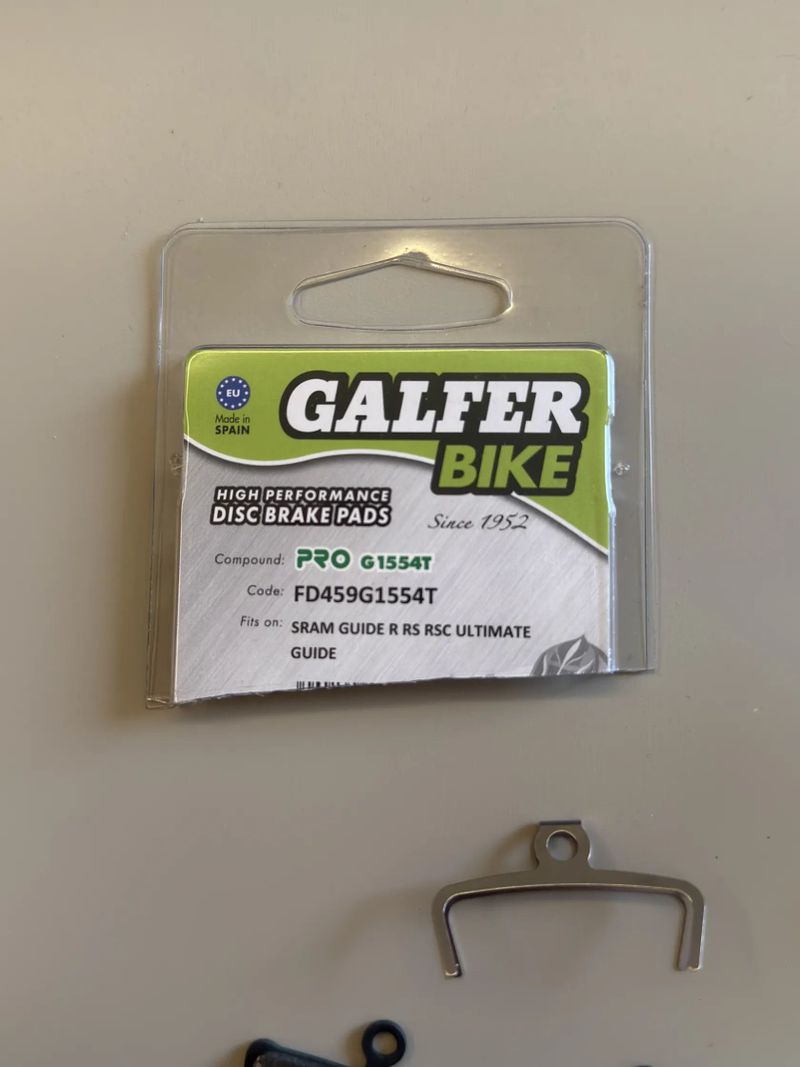 EU
Made in
SPAIN
GALFER
BIKE
HIGH PERFORMANCE
DISC BRAKE PADS
Since 1952
Compound: PRO G1554T
Code: FD459G1554T
Fits on: SRAM GUIDE R RS RSC ULTIMATE
GUIDE